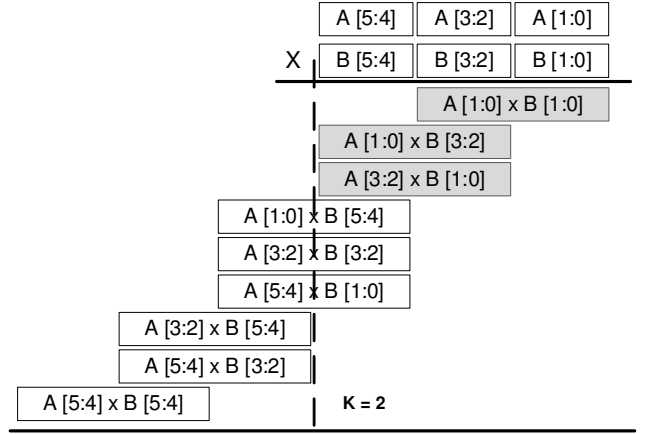 A [5:4] A [3:2] A [1:0]
X B [5:4] B [3:2] B [1:0]
A [1:0] x B [1:0]
A [1:0] x B [3:2]
A [3:2] x B [1:0]
A [1:0] x B [5:4]
A [3:2] x B [3:2]
A [5:4] x B [1:0]
A [3:2] x B [5:4]
A [5:4] x B [3:2]
A [5:4] x B [5:4] K = 2